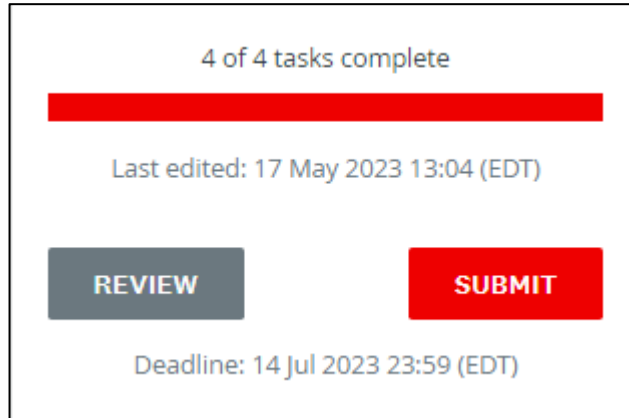 4 of 4 tasks complete
Last edited: 17 May 2023 13:04 (EDT)
REVIEW
SUBMIT
Deadline: 14 Jul 2023 23:59 (EDT)